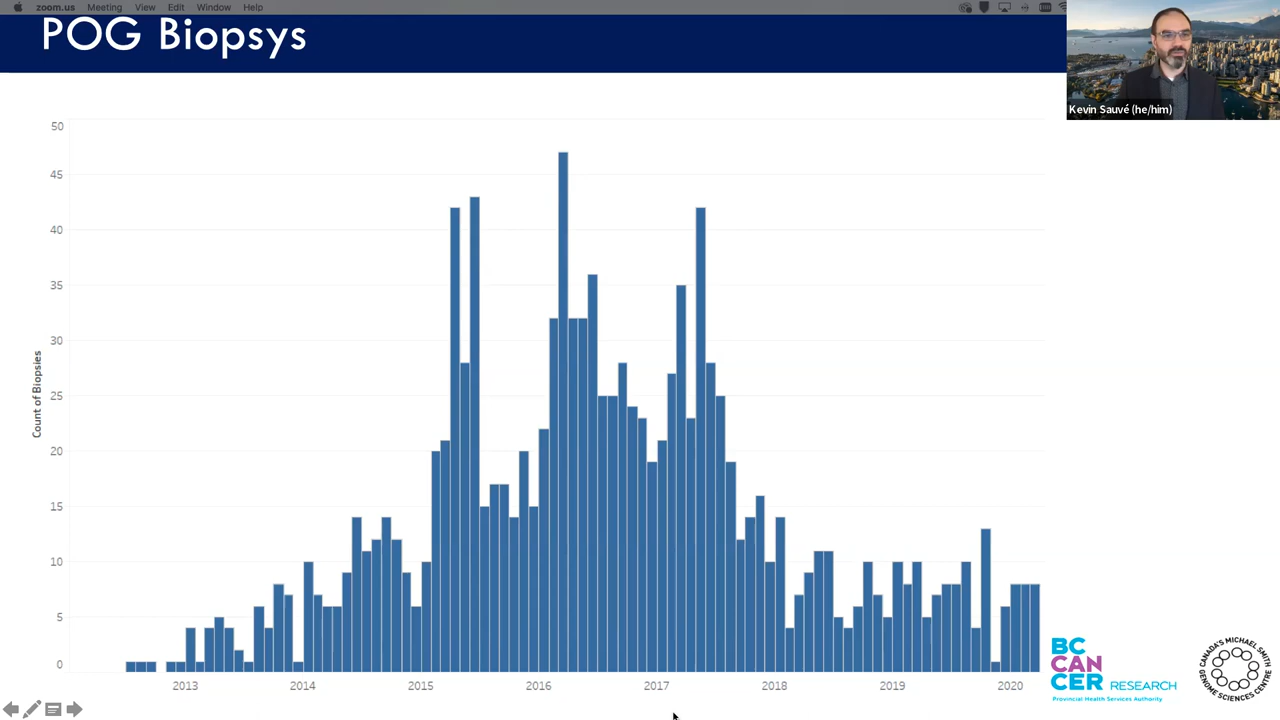 zoom.us Meeting View Edit Window Help
POG Biopsys
Kevin Sauvé (he/him)
50
45
40
35
30
25
20
15
10
5
0
Count of Biopsies
2013 2014 2015 2016 2017 2018 2019 2020
BC
CAN
CER RESEARCH
Provincial Health Services Authority
CANADA'S MICHAEL SMITH
GENOME SCIENCES CENTRE